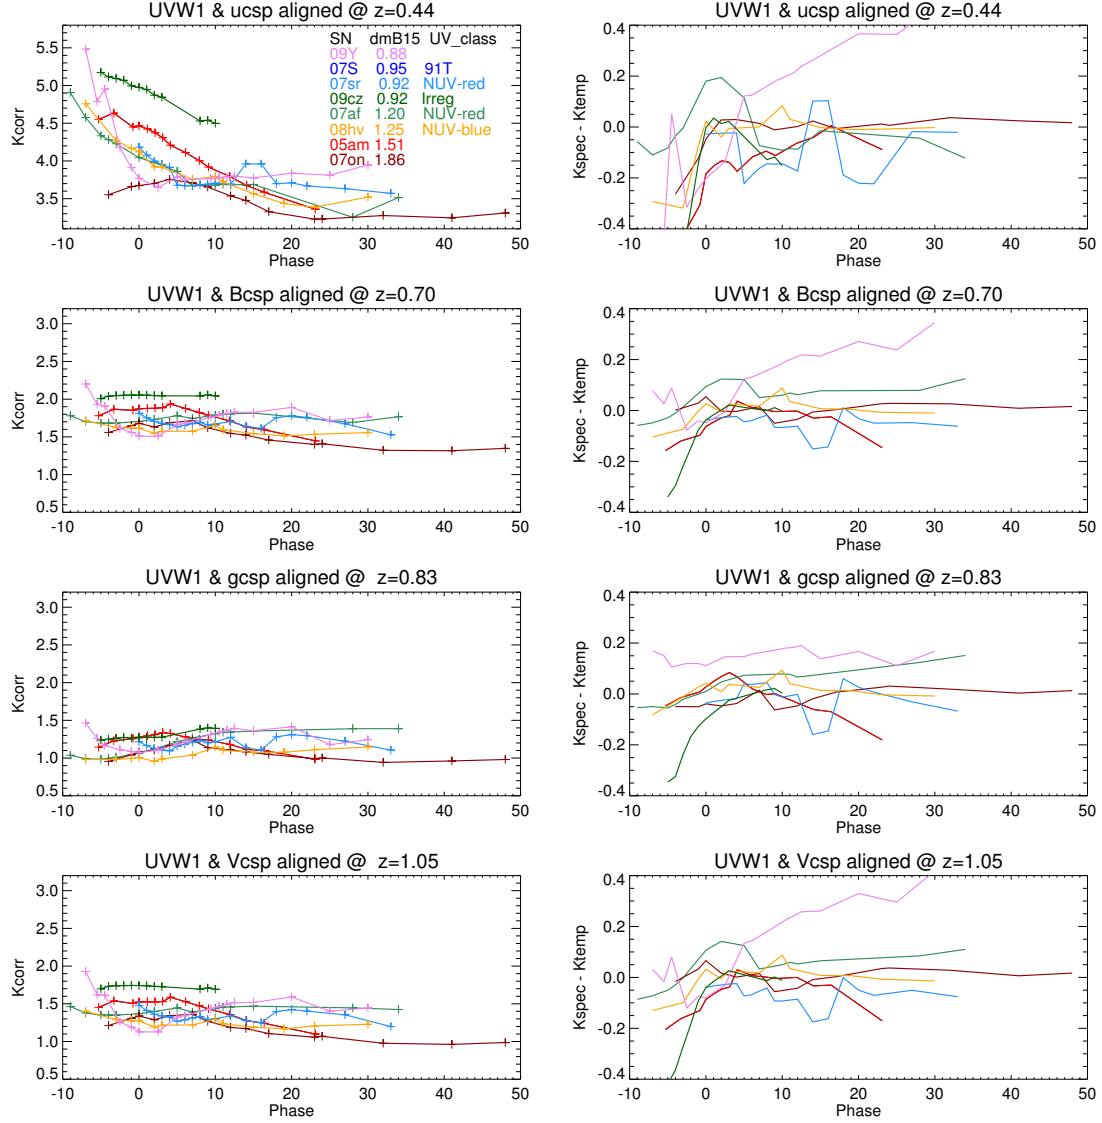 UVW1 & ucsp aligned @ z=0.44
UVW1 & ucsp aligned @ z=0.44
SN dmB15 UV_class
09Y 0.88
07S 0.95 91T
07sr 0.92 NUV-red
09cz 0.92 Irreg
07af 1.20 NUV-red
08hv 1.25 NUV-blue
05am 1.51
07on 1.86
Kcorr
5.5
5.0
4.5
4.0
3.5
-10 0 10 20 30 40 50
Phase
Kspec - Ktemp
0.4
0.2
0.0
-0.2
-0.4
-10 0 10 20 30 40 50
Phase
UVW1 & Bcsp aligned @ z=0.70
UVW1 & Bcsp aligned @ z=0.70
Kcorr
3.0
2.5
2.0
1.5
1.0
0.5
-10 0 10 20 30 40 50
Phase
Kspec - Ktemp
0.4
0.2
0.0
-0.2
-0.4
-10 0 10 20 30 40 50
Phase
UVW1 & gcsp aligned @ z=0.83
UVW1 & gcsp aligned @ z=0.83
Kcorr
3.0
2.5
2.0
1.5
1.0
0.5
-10 0 10 20 30 40 50
Phase
Kspec - Ktemp
0.4
0.2
0.0
-0.2
-0.4
-10 0 10 20 30 40 50
Phase
UVW1 & Vcsp aligned @ z=1.05
UVW1 & Vcsp aligned @ z=1.05
Kcorr
3.0
2.5
2.0
1.5
1.0
0.5
-10 0 10 20 30 40 50
Phase
Kspec - Ktemp
0.4
0.2
0.0
-0.2
-0.4
-10 0 10 20 30 40 50
Phase